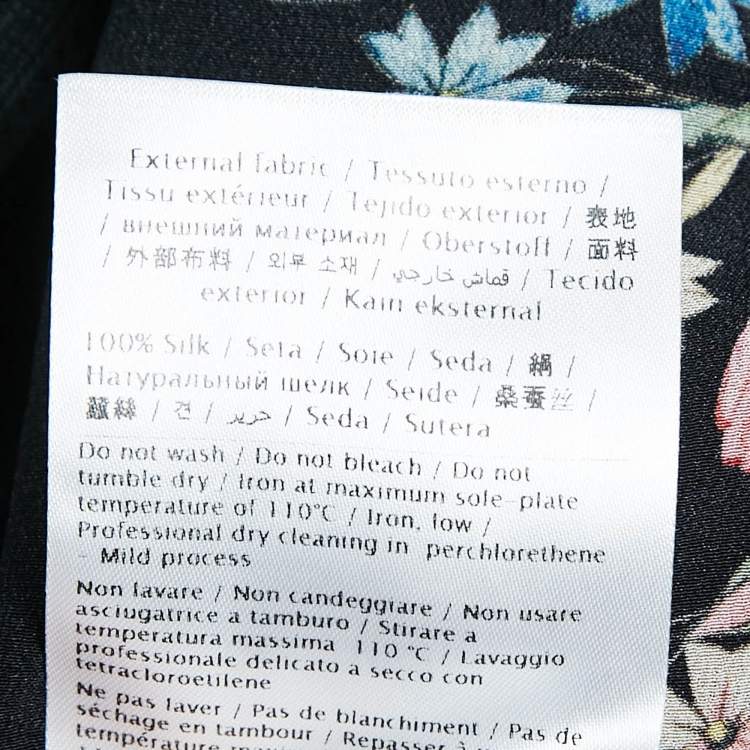 External fabric / Tessuto esterno /
Tissu extérieur / Tejido exterior / 表地
/ внешний материал / Oberstoff / 面料
/ 外部布料 / 외부 소재 / قماش خارجي / Tecido
exterior / Kain eksternal
100% Silk / Seta / Soie / Seda / 絹 /
Натуральный шелк / Seide / 桑蚕丝 /
蠶絲 / 견 / حرير / Seda / Sutera
Do not wash / Do not bleach / Do not
tumble dry / Iron at maximum sole-plate
temperature of 110°C / Iron, low /
Professional dry cleaning in perchlorethene
- Mild process
Non lavare / Non candeggiare / Non usare
asciugatrice a tamburo / Stirare a
temperatura massima 110 °C / Lavaggio
professionale delicato a secco con
tetracloroetilene
Ne pas laver / Pas de blanchiment / Pas de
séchage en tambour / Repasser à
température